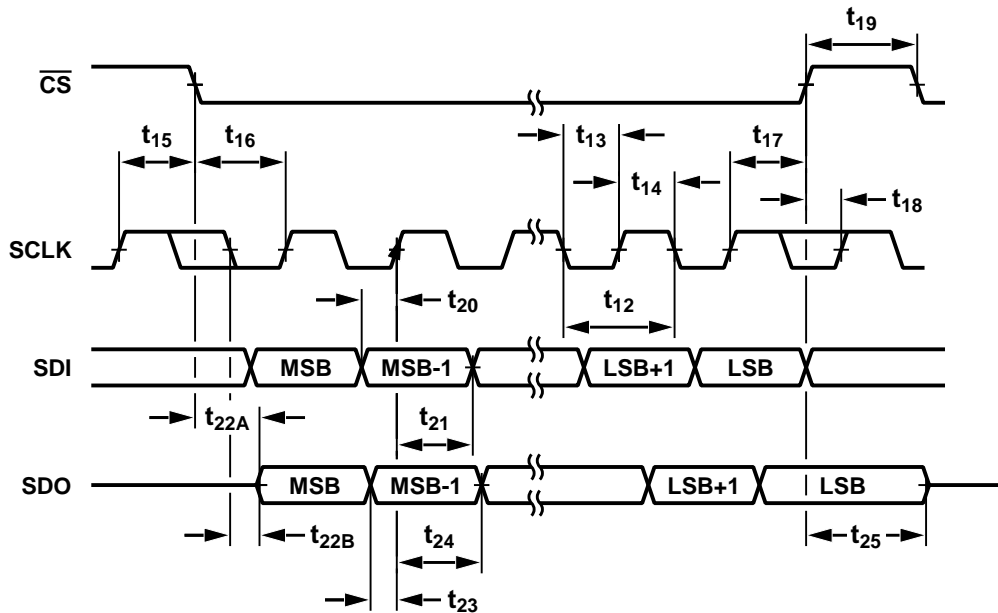 t19
CS
t15
t16
t13
t17
t14
t18
SCLK
t20
t12
SDI
MSB
MSB-1
LSB+1
LSB
t22A
t21
SDO
MSB
MSB-1
LSB+1
LSB
t22B
t24
t25
t23